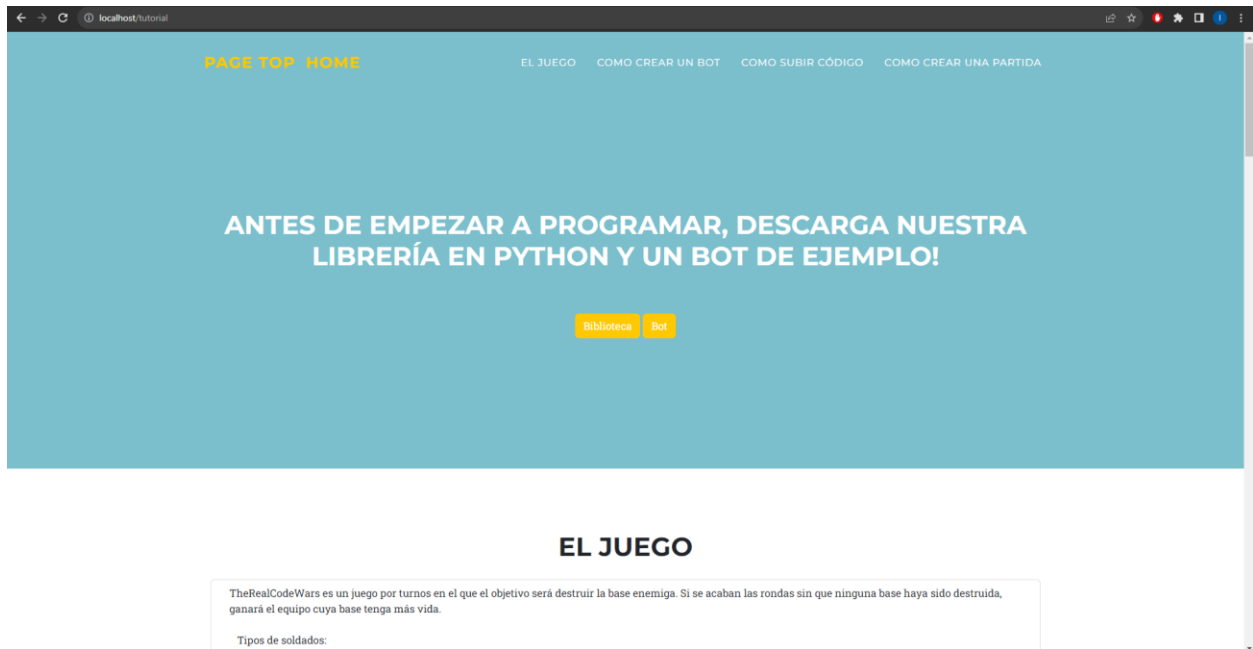 localhost/tutorial
PAGE TOP HOME
EL JUEGO COMO CREAR UN BOT COMO SUBIR CÓDIGO COMO CREAR UNA PARTIDA
ANTES DE EMPEZAR A PROGRAMAR, DESCARGA NUESTRA
LIBRERÍA EN PYTHON Y UN BOT DE EJEMPLO!
Biblioteca Bot
EL JUEGO
TheRealCodeWars es un juego por turnos en el que el objetivo será destruir la base enemiga. Si se acaban las rondas sin que ninguna base haya sido destruida,
ganará el equipo cuya base tenga más vida.
Tipos de soldados: